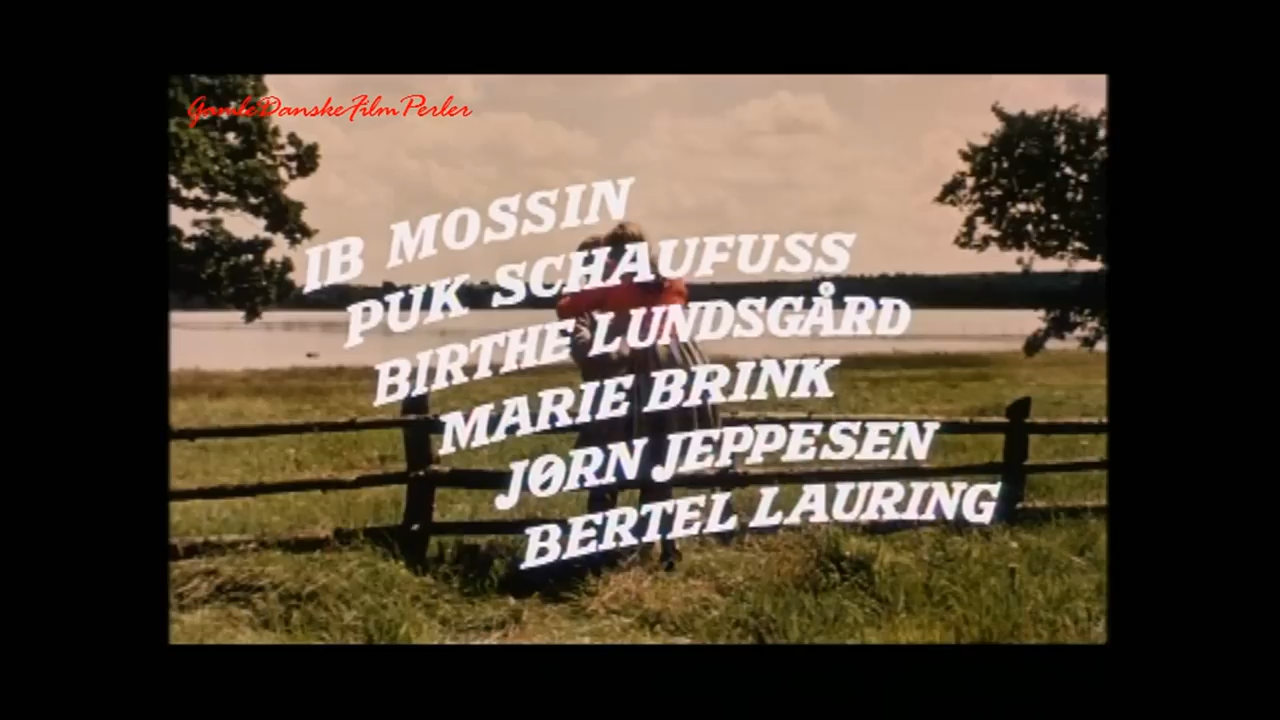 GamleDanskeFilmPerler
IB MOSSIN
PUK SCHAUFUSS
BIRTHE LUNDSGÅRD
MARIE BRINK
JØRN JEPPESEN
BERTEL LAURING